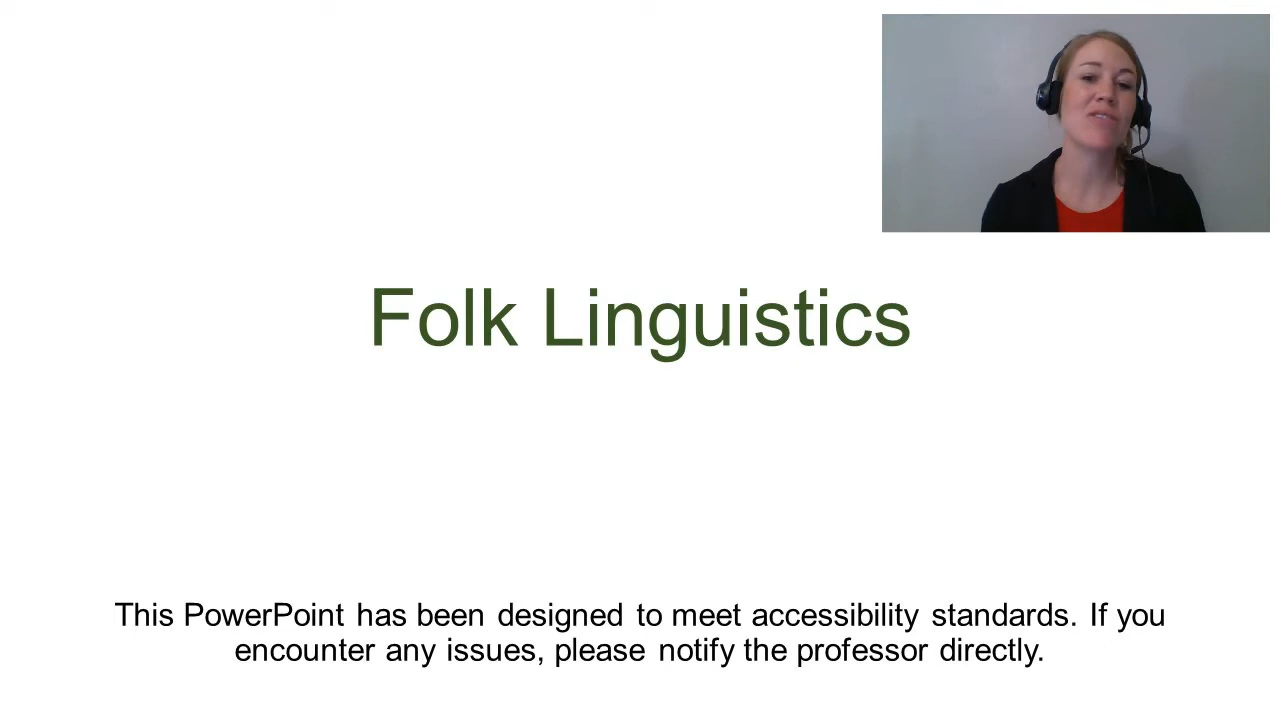 Folk Linguistics
This PowerPoint has been designed to meet accessibility standards. If you
encounter any issues, please notify the professor directly.